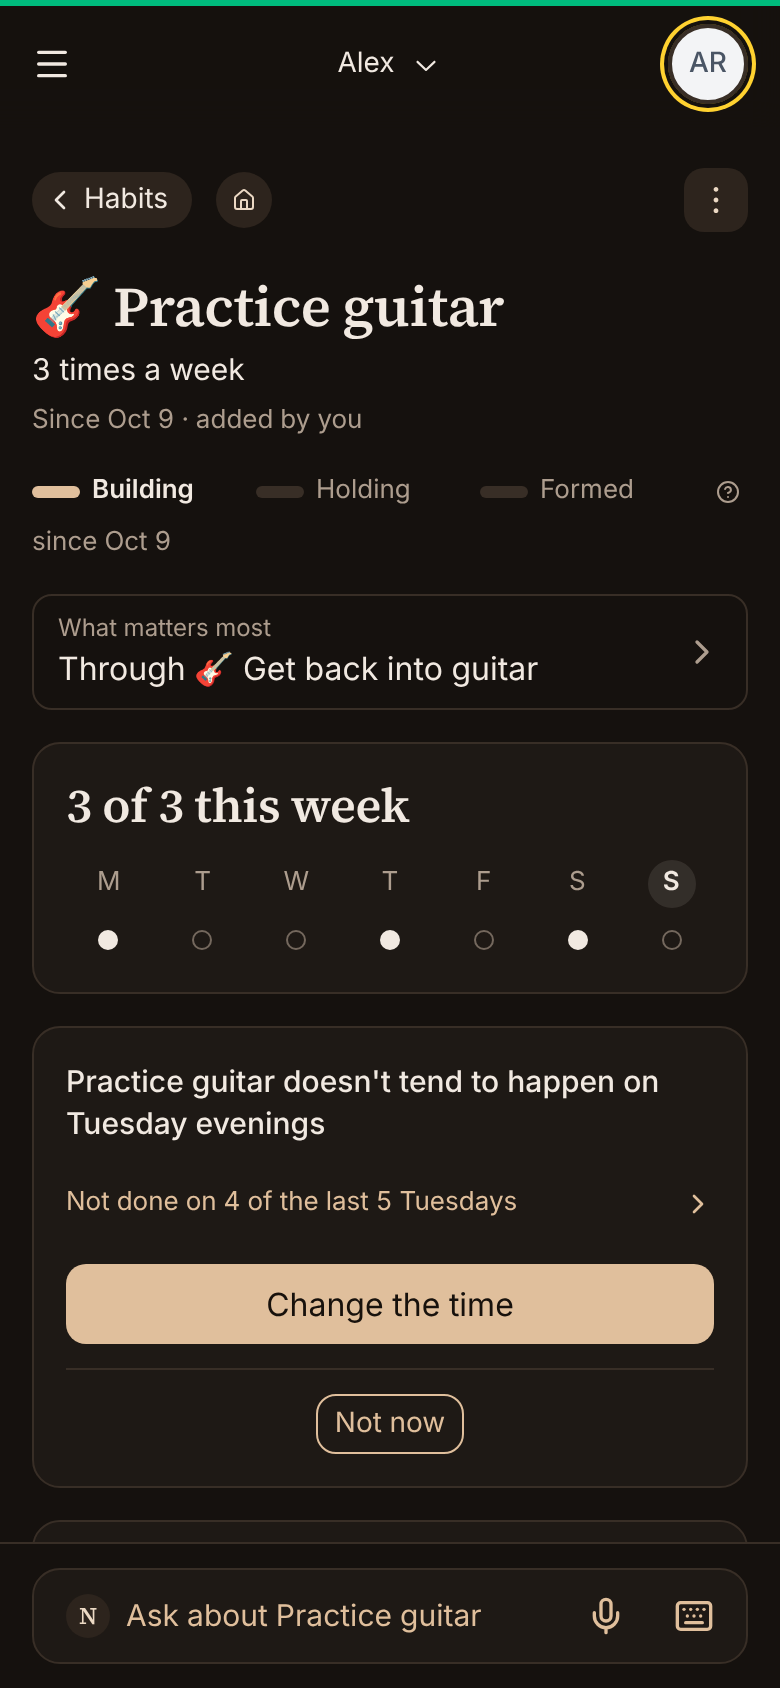 Alex
AR
Habits
Practice guitar
3 times a week
Since Oct 9 · added by you
Building Holding Formed
since Oct 9
What matters most
Through 🎸 Get back into guitar
3 of 3 this week
M T W T F S S
Practice guitar doesn't tend to happen on
Tuesday evenings
Not done on 4 of the last 5 Tuesdays
Change the time
Not now
N Ask about Practice guitar